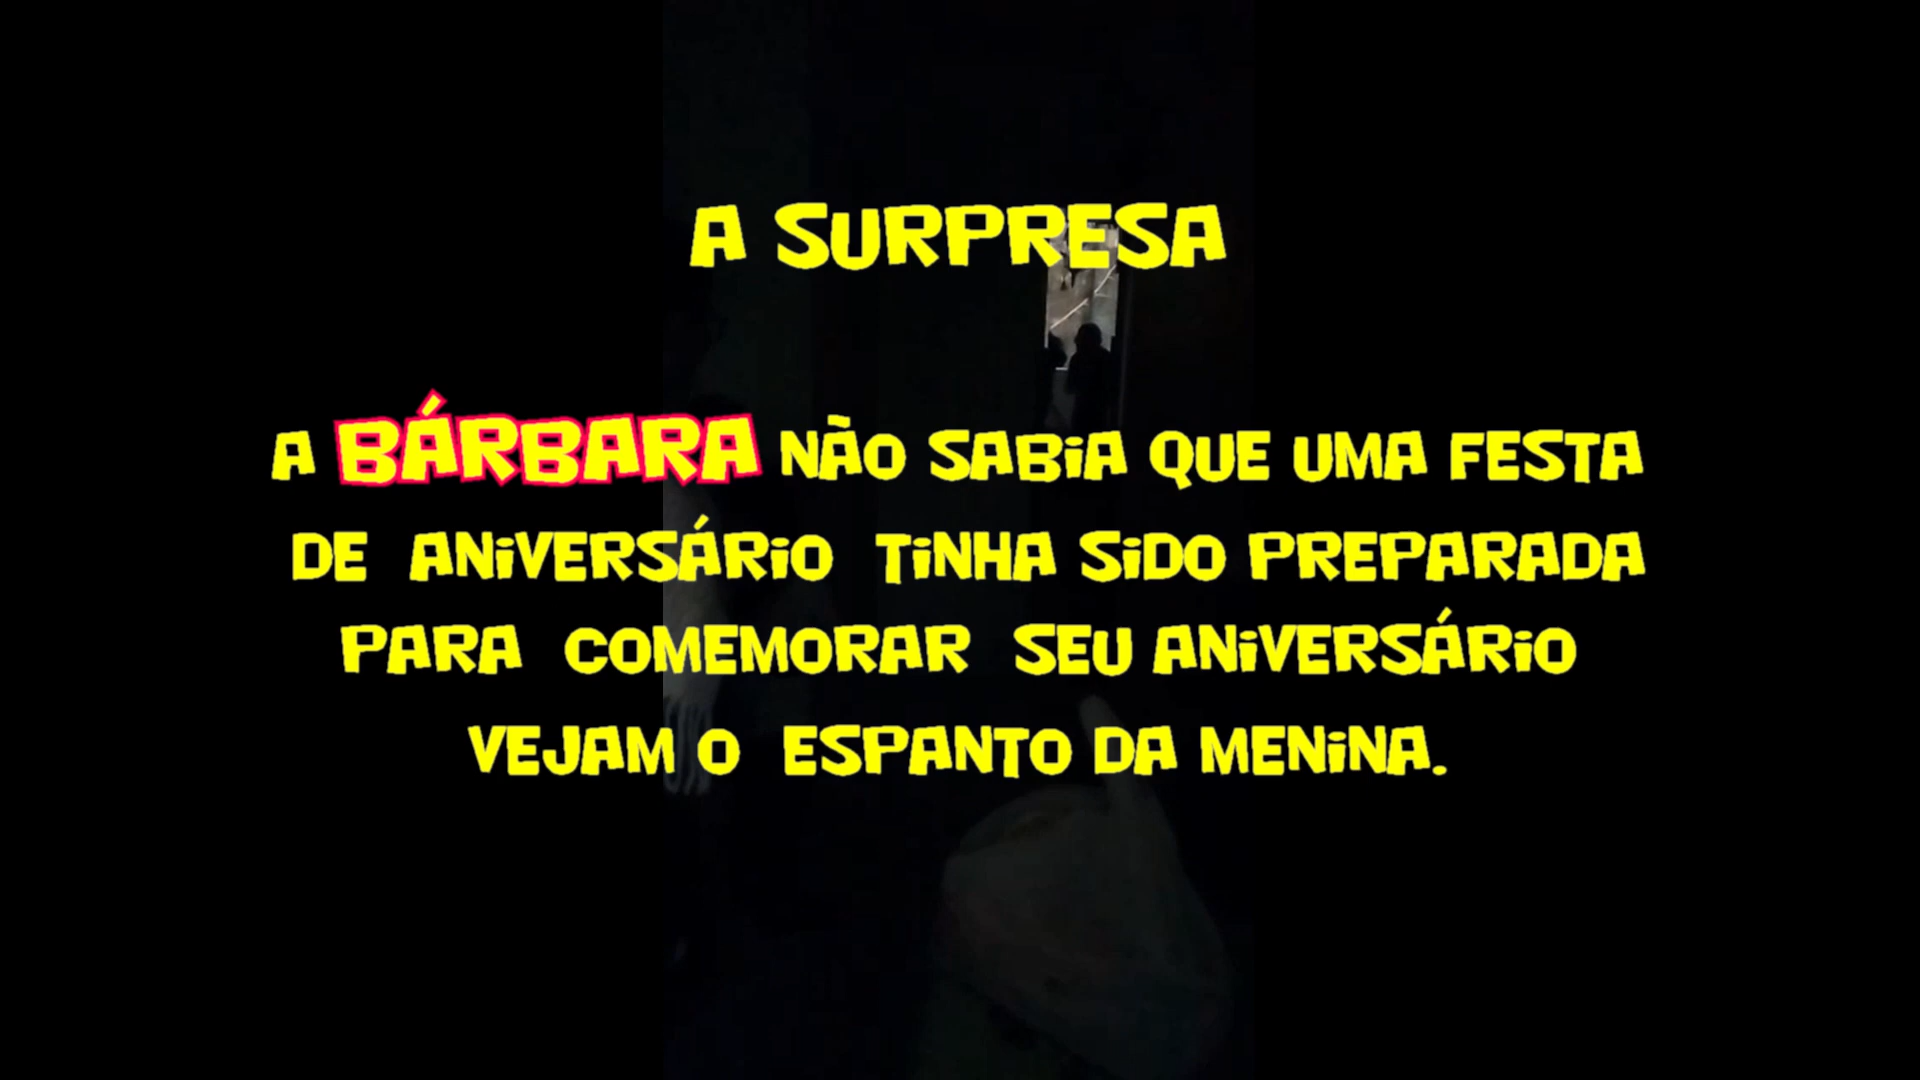 A SURPRESA
A BÁRBARA NÃO SABIA QUE UMA FESTA
DE ANIVERSÁRIO TINHA SIDO PREPARADA
PARA COMEMORAR SEU ANIVERSÁRIO
VEJAM O ESPANTO DA MENINA.